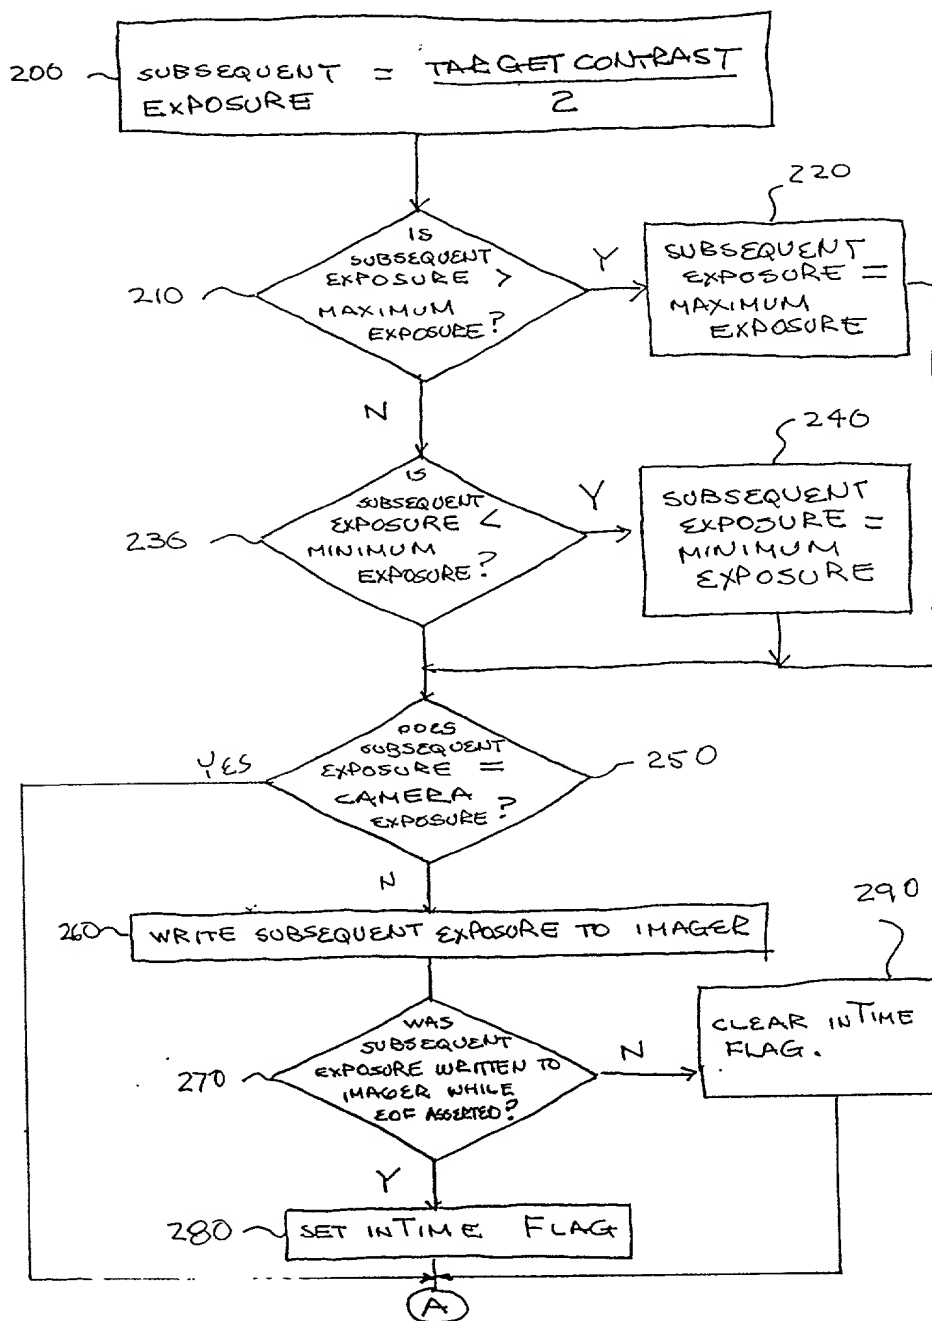 200
SUBSEQUENT = TARGET CONTRAST
EXPOSURE 2
220
IS
SUBSEQUENT
EXPOSURE >
MAXIMUM
EXPOSURE?
210
Y
SUBSEQUENT
EXPOSURE =
MAXIMUM
EXPOSURE
N
240
IS
SUBSEQUENT
EXPOSURE <
MINIMUM
EXPOSURE?
230
Y
SUBSEQUENT
EXPOSURE =
MINIMUM
EXPOSURE
DOES
SUBSEQUENT
EXPOSURE =
CAMERA
EXPOSURE?
YES
250
N
290
260
WRITE SUBSEQUENT EXPOSURE TO IMAGER
WAS
SUBSEQUENT
EXPOSURE WRITTEN TO
IMAGER WHILE
EOF ASSERTED?
270
N
CLEAR INTIME
FLAG.
Y
280
SET INTIME FLAG
A